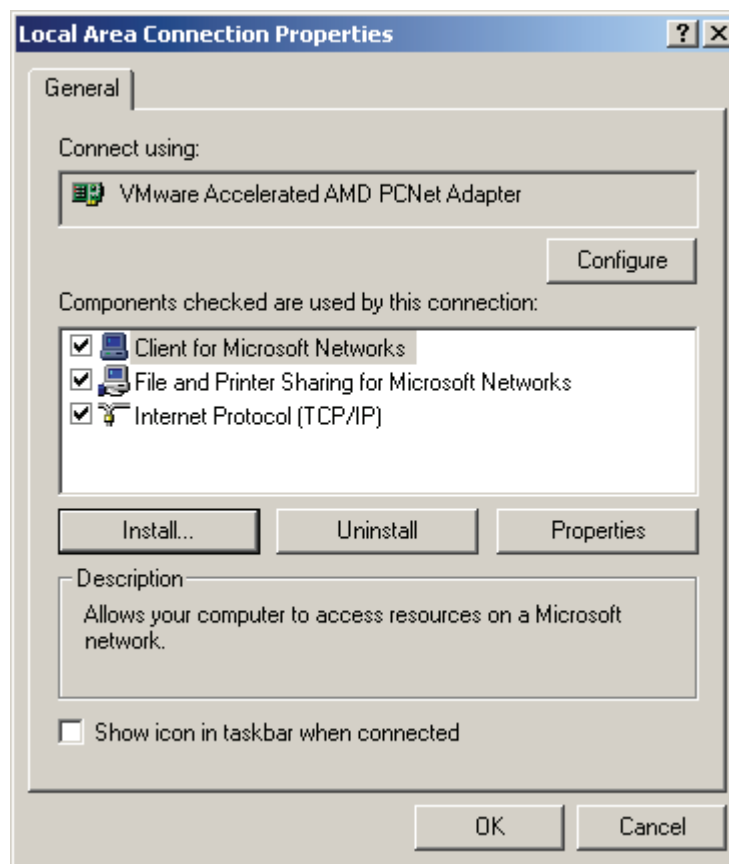 Local Area Connection Properties
General
Connect using:
VMware Accelerated AMD PCNet Adapter
Configure
Components checked are used by this connection:
Client for Microsoft Networks
File and Printer Sharing for Microsoft Networks
Internet Protocol (TCP/IP)
Install... Uninstall Properties
Description
Allows your computer to access resources on a Microsoft
network.
Show icon in taskbar when connected
OK Cancel